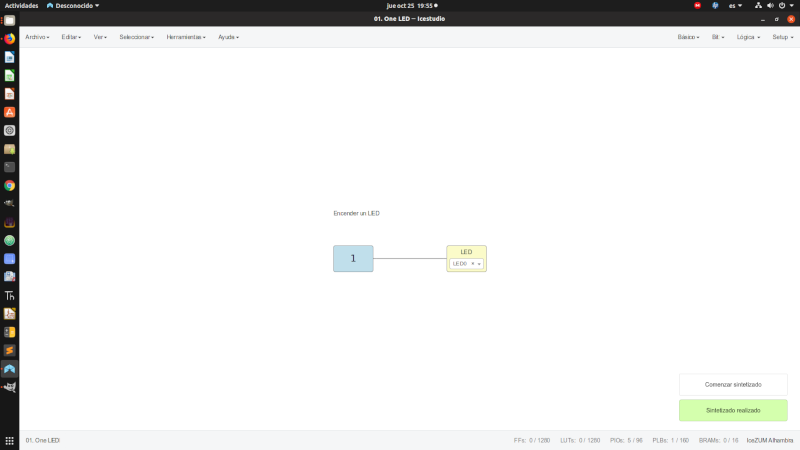 Actividades
Desconocido
jue oct 25 19:55
es
01. One LED — Icestudio
Archivo
Editar
Ver
Seleccionar
Herramientas
Ayuda
Básico
Bit
Lógica
Setup
Encender un LED
1
LED
LED0
Comenzar sintetizado
Sintetizado realizado
01. One LED
FFs: 0 / 1280
LUTs: 0 / 1280
PIOs: 5 / 96
PLBs: 1 / 160
BRAMs: 0 / 16
IceZUM Alhambra